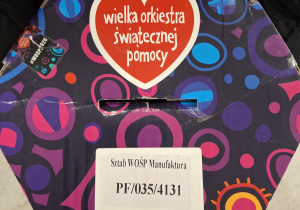 wielka orkiestra
świątecznej
pomocy
Sztab WOŚP Manufaktura
PF/035/4131